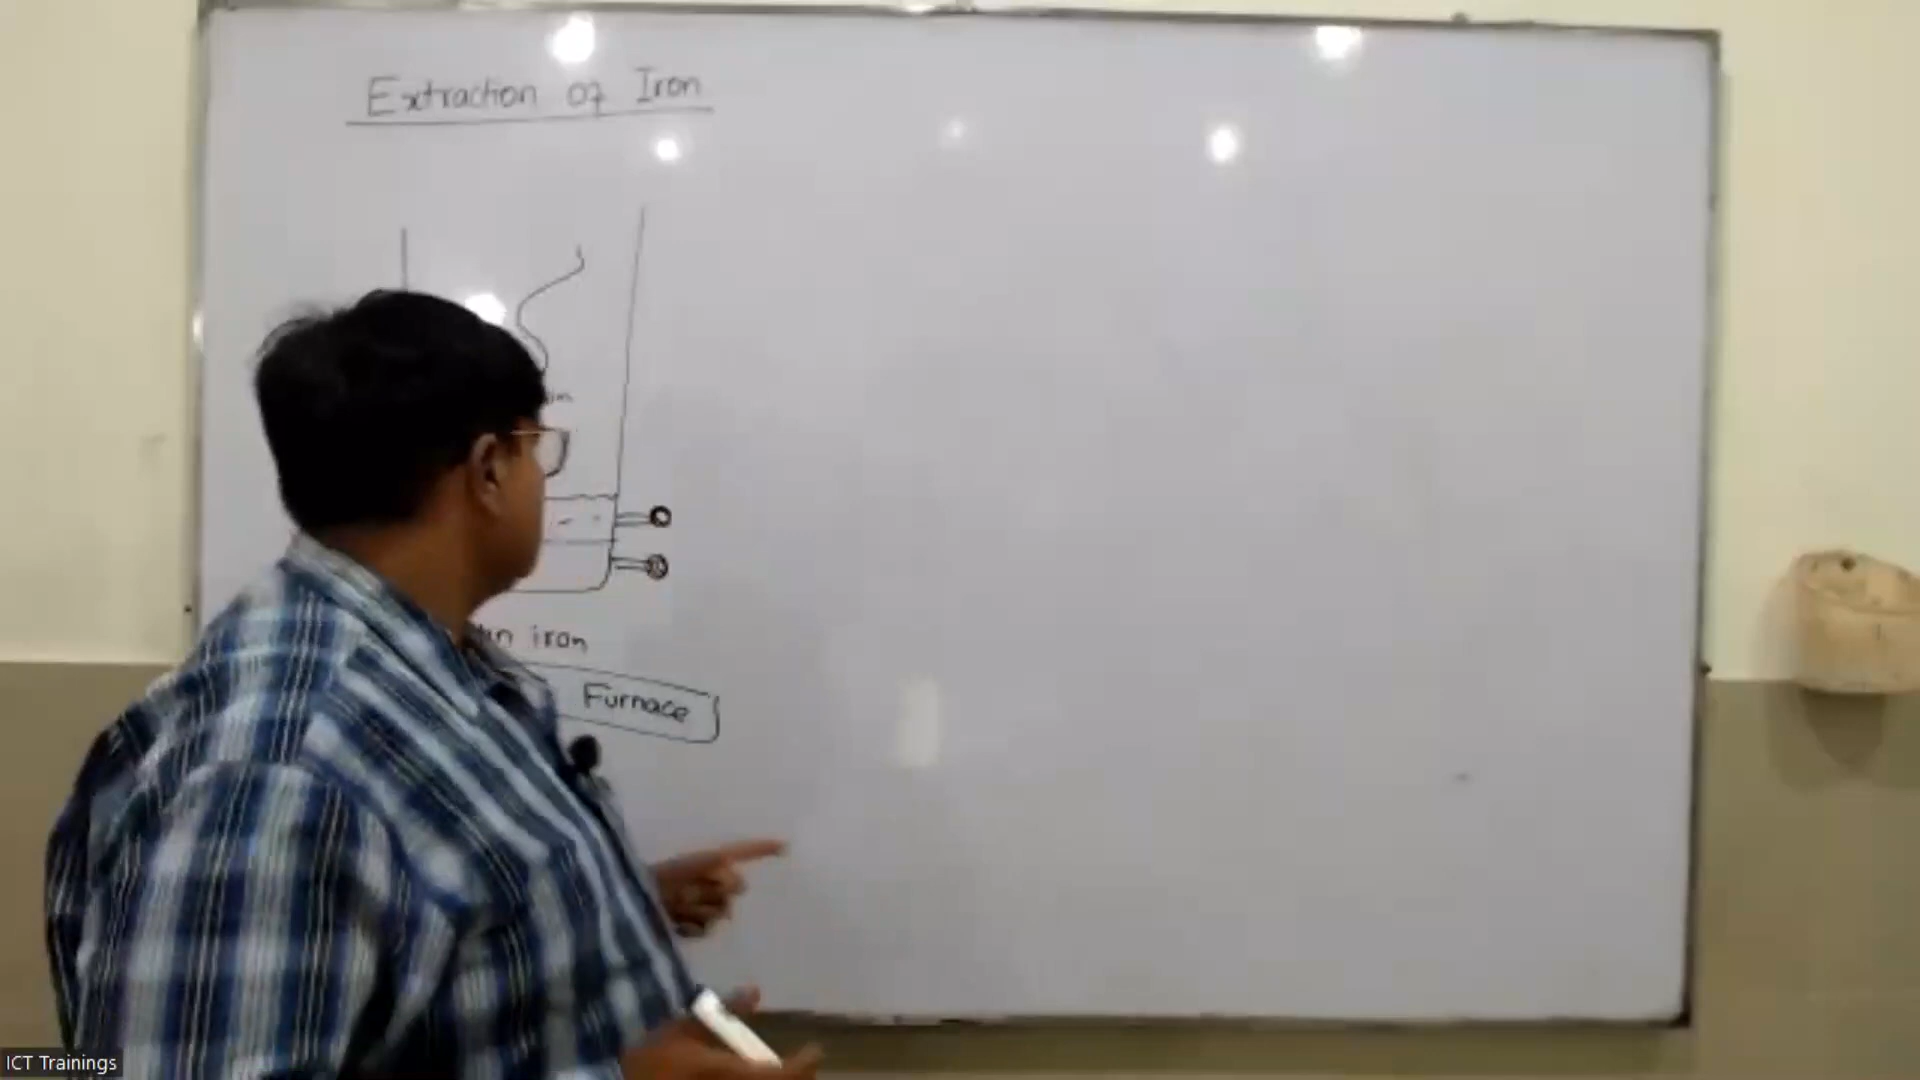 Extraction of Iron
iron
Furnace
ICT Trainings